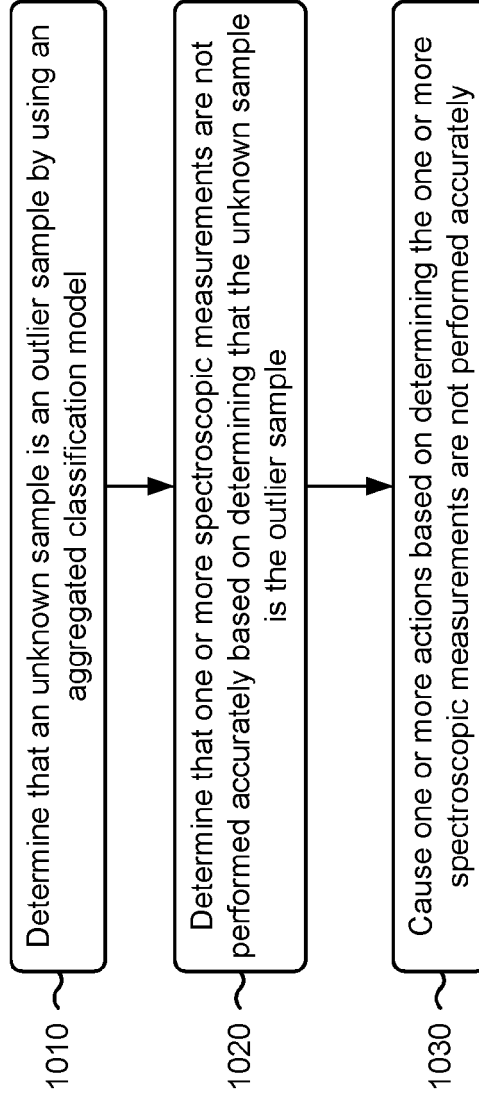 1010
Determine that an unknown sample is an outlier sample by using an
aggregated classification model
1020
Determine that one or more spectroscopic measurements are not
performed accurately based on determining that the unknown sample
is the outlier sample
1030
Cause one or more actions based on determining the one or more
spectroscopic measurements are not performed accurately